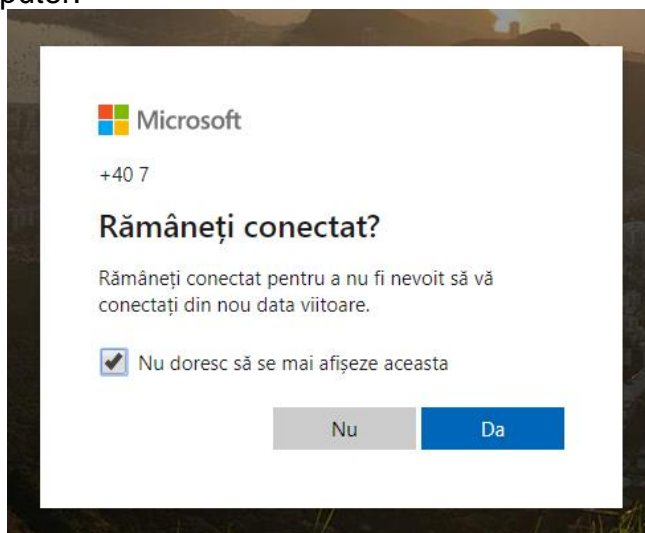 Microsoft
+40 7
Rămâneți conectat?
Rămâneți conectat pentru a nu fi nevoit să vă
conectați din nou data viitoare.
Nu doresc să se mai afișeze aceasta
Nu
Da